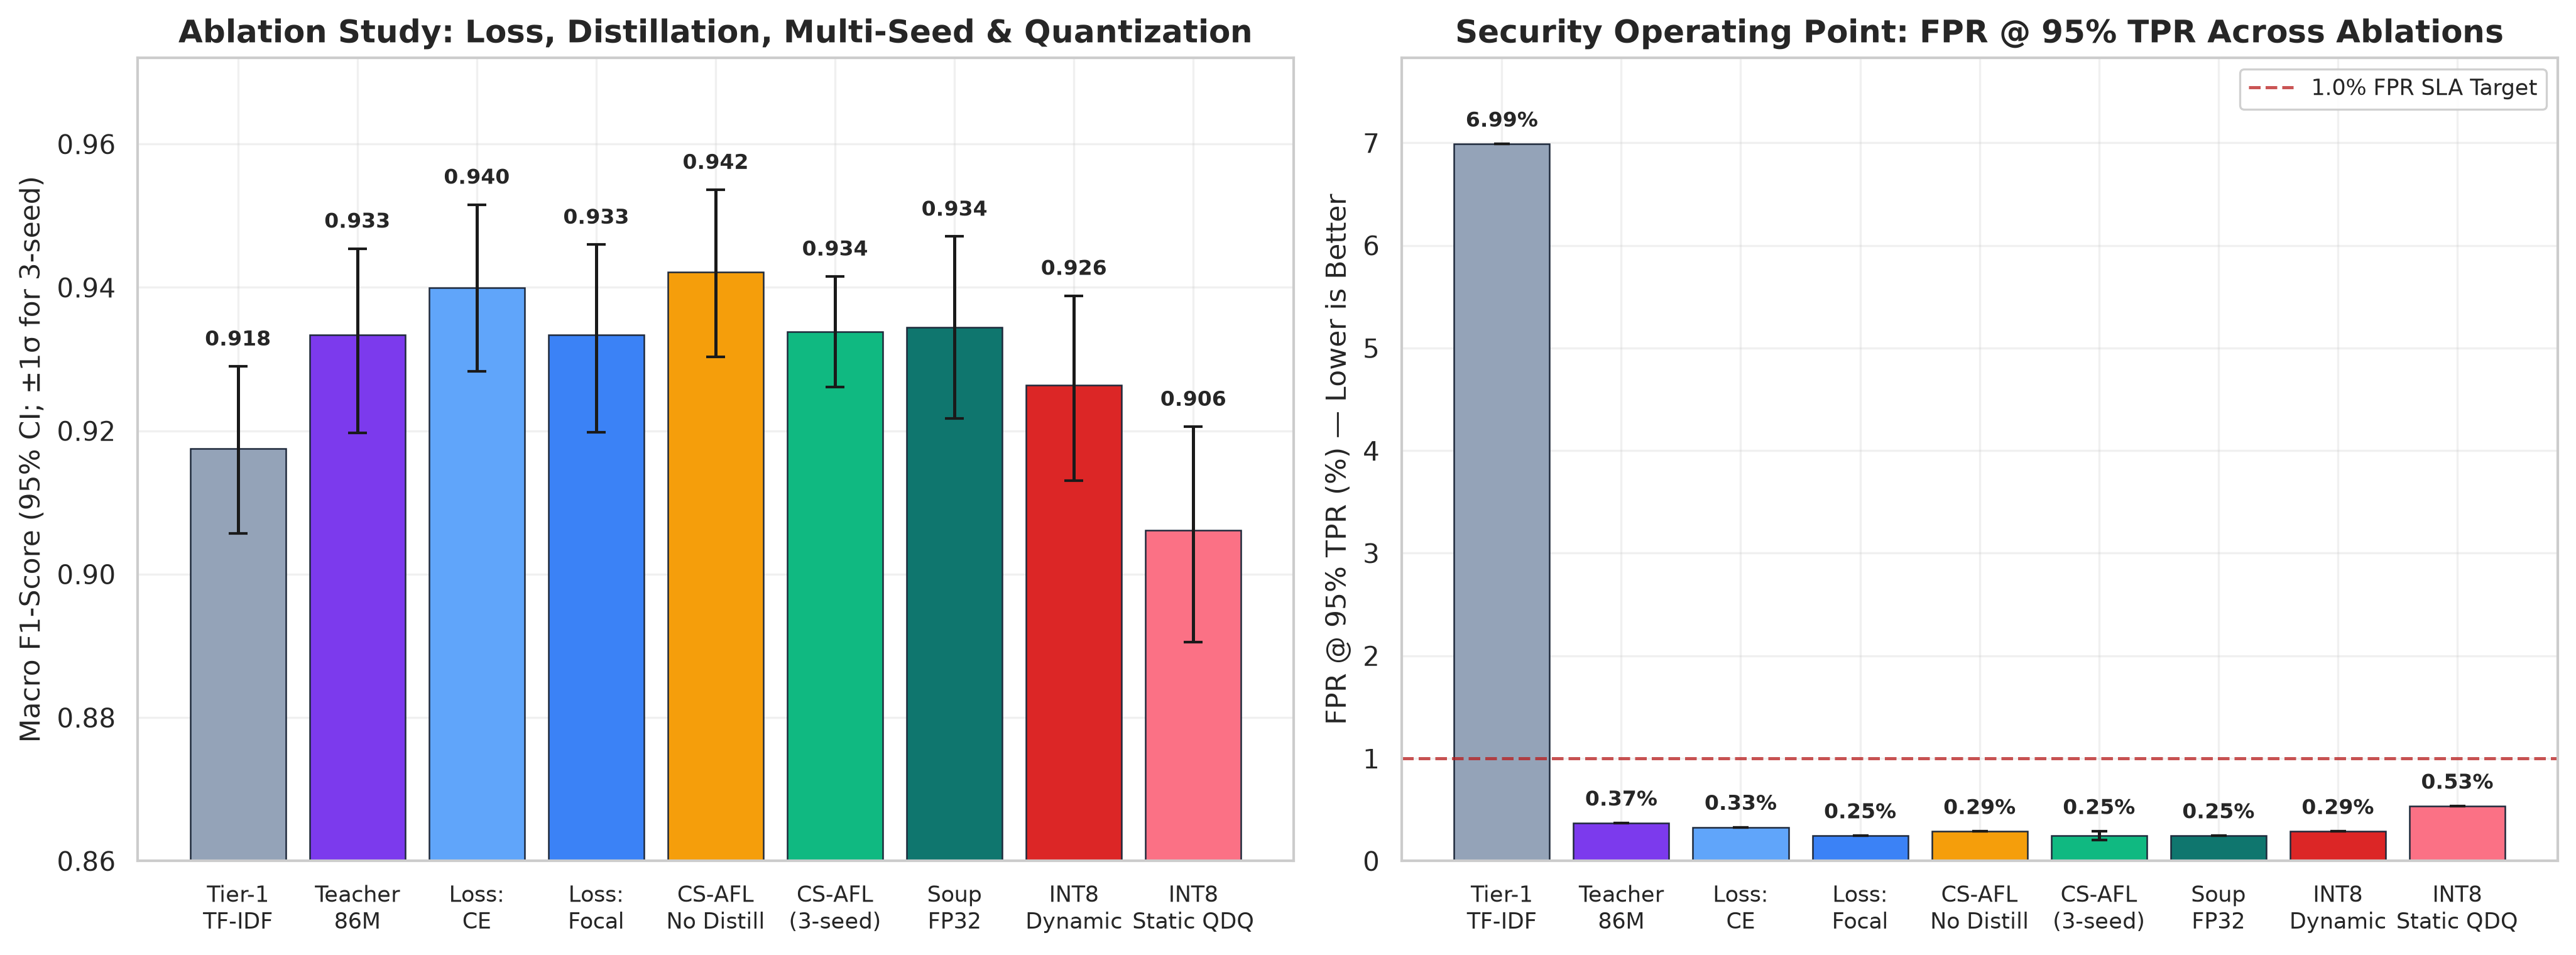 Ablation Study: Loss, Distillation, Multi-Seed & Quantization
Macro F1-Score (95% CI; ±1σ for 3-seed)
0.96
0.94
0.92
0.90
0.88
0.86
0.918
0.933
0.940
0.933
0.942
0.934
0.934
0.926
0.906
Tier-1
TF-IDF
Teacher
86M
Loss:
CE
Loss:
Focal
CS-AFL
No Distill
CS-AFL
(3-seed)
Soup
FP32
INT8
Dynamic
INT8
Static QDQ
Security Operating Point: FPR @ 95% TPR Across Ablations
1.0% FPR SLA Target
FPR @ 95% TPR (%) — Lower is Better
7
6
5
4
3
2
1
0
6.99%
0.37%
0.33%
0.25%
0.29%
0.25%
0.25%
0.29%
0.53%
Tier-1
TF-IDF
Teacher
86M
Loss:
CE
Loss:
Focal
CS-AFL
No Distill
CS-AFL
(3-seed)
Soup
FP32
INT8
Dynamic
INT8
Static QDQ